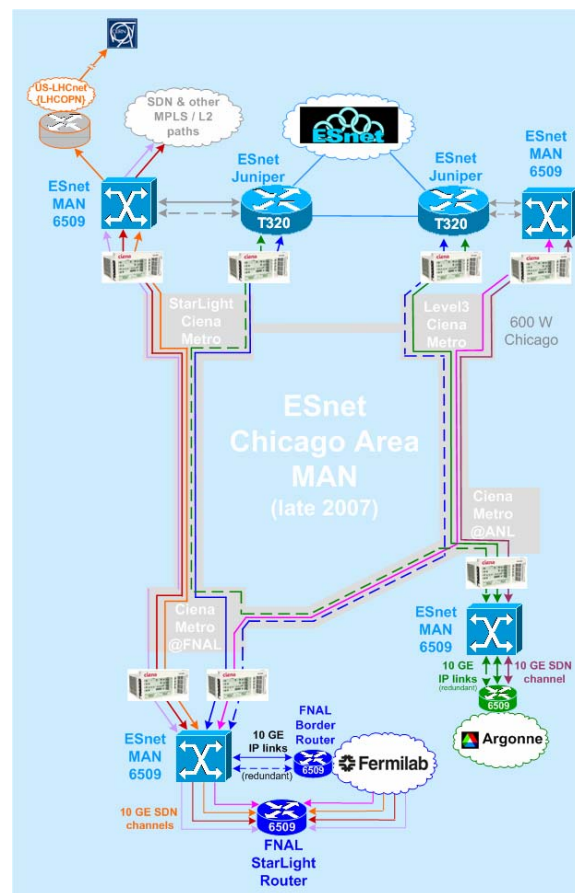 CERN
US-LHCnet
(LHCOPN)
SDN & other
MPLS / L2
paths
ESnet
ESnet
MAN
6509
ESnet
Juniper
T320
ESnet
Juniper
T320
ESnet
MAN
6509
ciena
ciena
ciena
ciena
StarLight
Ciena
Metro
Level3
Ciena
Metro
600 W
Chicago
ESnet
Chicago Area
MAN
(late 2007)
Ciena
Metro
@ANL
ciena
Ciena
Metro
@FNAL
ESnet
MAN
6509
10 GE
IP links
(redundant)
10 GE SDN
channel
6509
Argonne
ciena
ciena
ESnet
MAN
6509
10 GE
IP links
(redundant)
FNAL
Border
Router
6509
Fermilab
10 GE SDN
channels
6509
FNAL
StarLight
Router